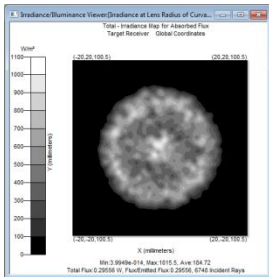 Irradiance/Illuminance Viewer:[Irradiance at Lens Radius of Curva...
Total - Irradiance Map for Absorbed Flux
Target Receiver Global Coordinates
W/m²
(-20,20,100.5) (20,20,100.5)
1100
1000
900
800
700
600
500
400
300
200
100
0
Y (millimeters)
(-20,-20,100.5) (20,-20,100.5)
X (millimeters)
Min:3.9949e-014, Max:1015.5, Ave:184.72
Total Flux:0.29556 W, Flux/Emitted Flux:0.29556, 6746 Incident Rays